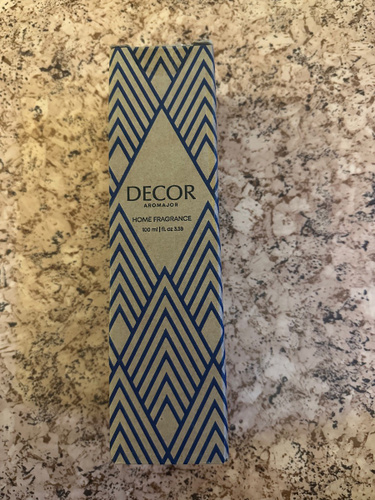 DECOR
AROMAJOR
HOME FRAGRANCE
100 ml | fl. oz 3.38